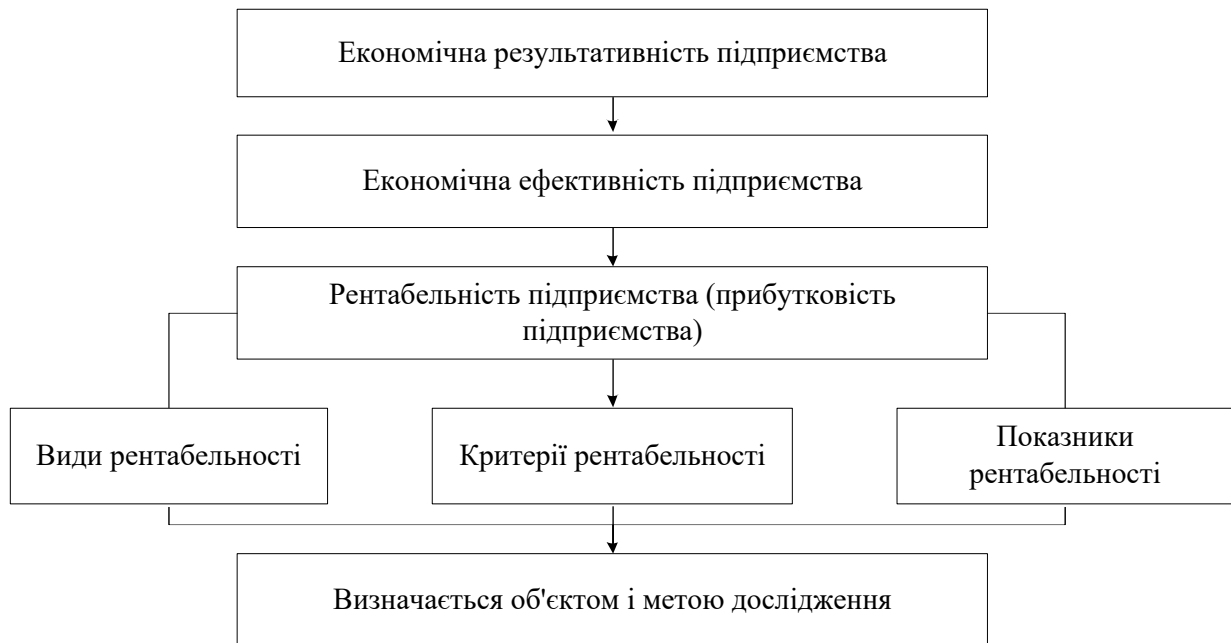 Економічна результативність підприємства
Економічна ефективність підприємства
Рентабельність підприємства (прибутковість
підприємства)
Види рентабельності
Критерії рентабельності
Показники
рентабельності
Визначається об'єктом і метою дослідження